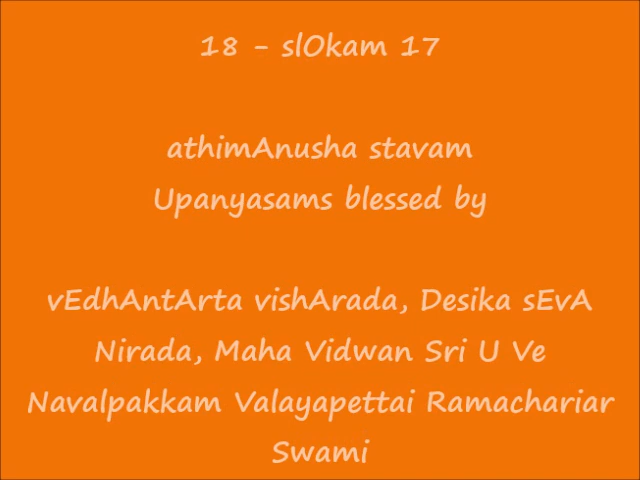 18 - slOkam 17
athimAnusha stavam
Upanyasams blessed by
vEdhAntArta vishArada, Desika sEvA
Nirada, Maha Vidwan Sri U Ve
Navalpakkam Valayapettai Ramachariar
Swami